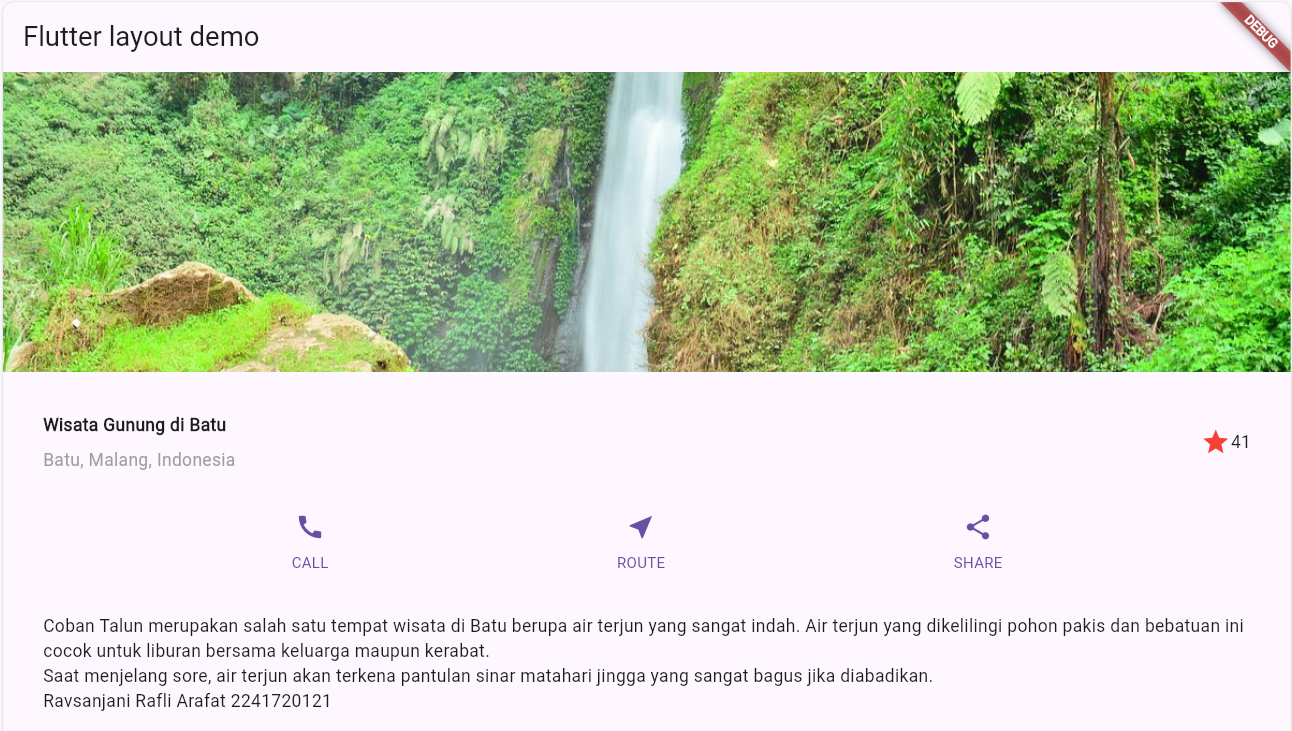 Flutter layout demo
DEBUG
Wisata Gunung di Batu
Batu, Malang, Indonesia
41
CALL
ROUTE
SHARE
Coban Talun merupakan salah satu tempat wisata di Batu berupa air terjun yang sangat indah. Air terjun yang dikelilingi pohon pakis dan bebatuan ini
cocok untuk liburan bersama keluarga maupun kerabat.
Saat menjelang sore, air terjun akan terkena pantulan sinar matahari jingga yang sangat bagus jika diabadikan.
Ravsanjani Rafli Arafat 2241720121